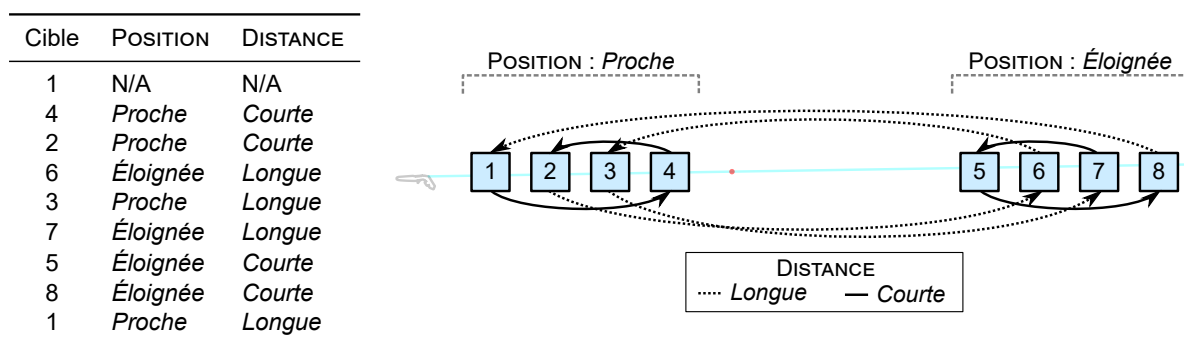 Cible POSITION DISTANCE
1 N/A N/A
4 Proche Courte
2 Proche Courte
6 Éloignée Longue
3 Proche Longue
7 Éloignée Longue
5 Éloignée Courte
8 Éloignée Courte
1 Proche Longue
POSITION : Proche
POSITION : Éloignée
1 2 3 4 5 6 7 8
DISTANCE
Longue Courte